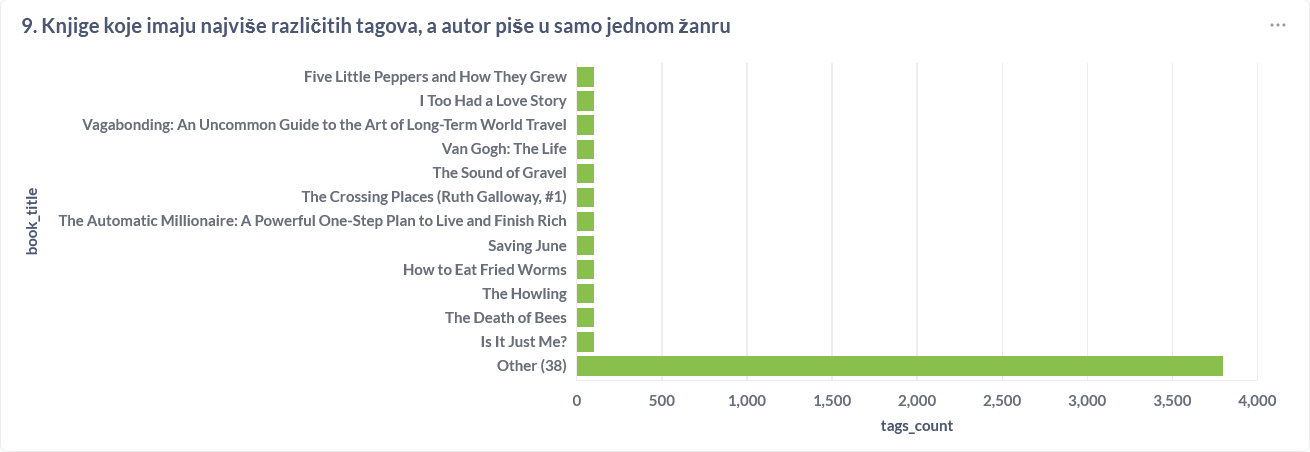 9. Knjige koje imaju najviše različitih tagova, a autor piše u samo jednom žanru
book_title
Five Little Peppers and How They Grew
I Too Had a Love Story
Vagabonding: An Uncommon Guide to the Art of Long-Term World Travel
Van Gogh: The Life
The Sound of Gravel
The Crossing Places (Ruth Galloway, #1)
The Automatic Millionaire: A Powerful One-Step Plan to Live and Finish Rich
Saving June
How to Eat Fried Worms
The Howling
The Death of Bees
Is It Just Me?
Other (38)
0 500 1,000 1,500 2,000 2,500 3,000 3,500 4,000
tags_count